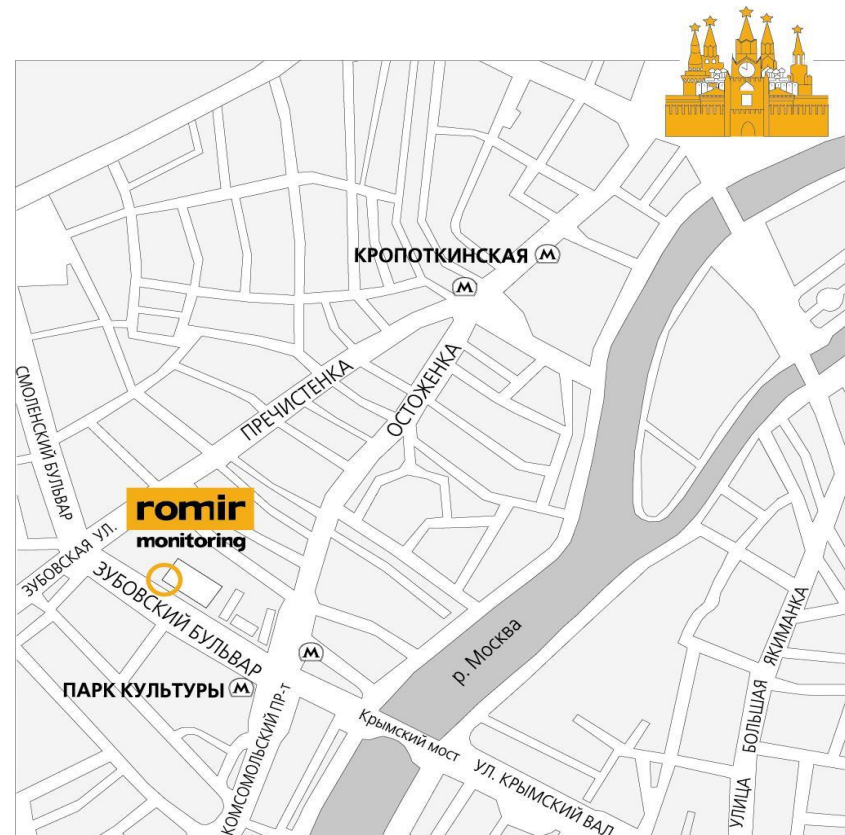 КРОПОТКИНСКАЯ
ПРЕЧИСТЕНКА
ОСТОЖЕНКА
СМОЛЕНСКИЙ БУЛЬВАР
romir
monitoring
ЗУБОВСКАЯ УЛ.
ЗУБОВСКИЙ БУЛЬВАР
ПАРК КУЛЬТУРЫ
КОМСОМОЛЬСКИЙ ПР-т
р. Москва
Крымский мост
УЛ. КРЫМСКИЙ ВАЛ
УЛИЦА БОЛЬШАЯ ЯКИМАНКА